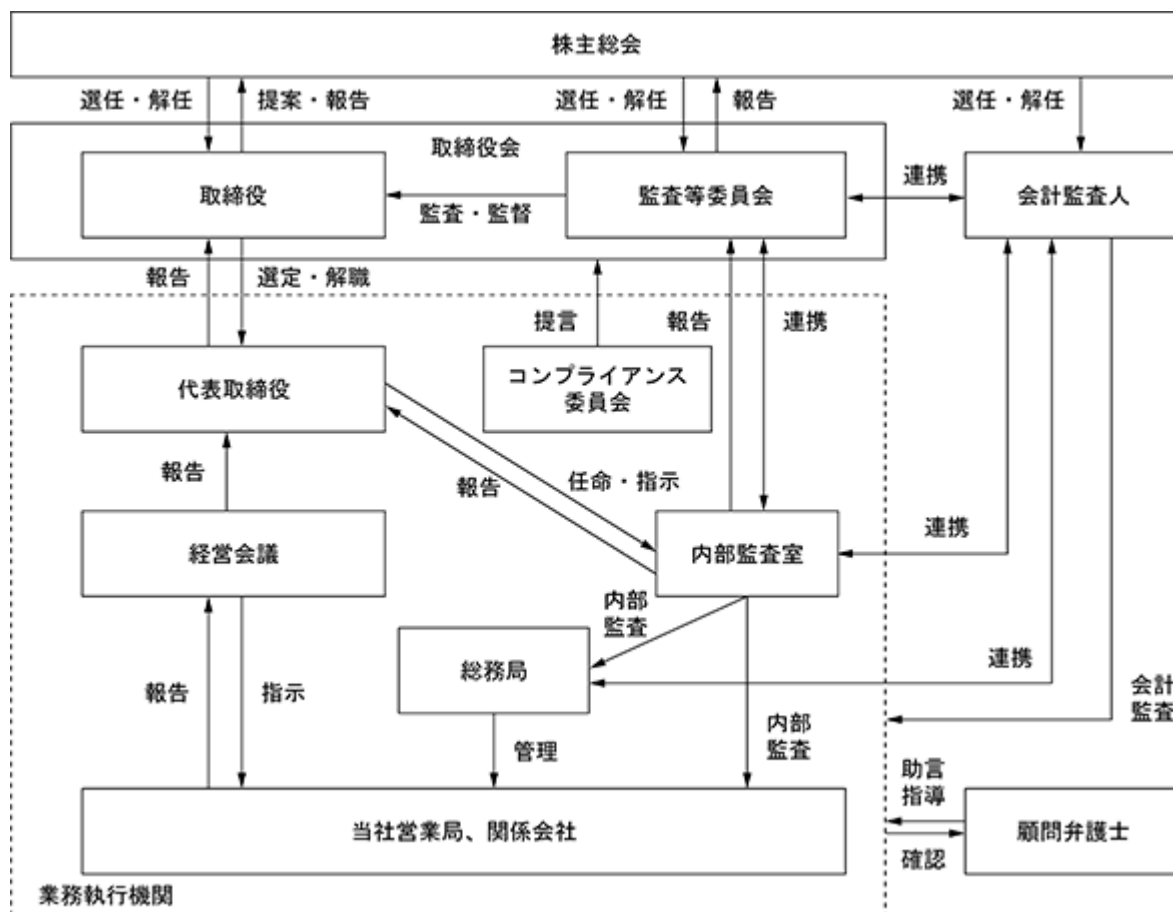 株主総会
選任・解任
提案・報告
選任・解任
報告
選任・解任
取締役会
取締役
監査・監督
監査等委員会
連携
会計監査人
報告
選定・解職
提言
報告
連携
代表取締役
コンプライアンス
委員会
報告
報告
任命・指示
経営会議
内部監査室
連携
内部
監査
総務局
連携
報告
指示
管理
内部
監査
会計
監査
助言
指導
当社営業局、関係会社
顧問弁護士
確認
業務執行機関